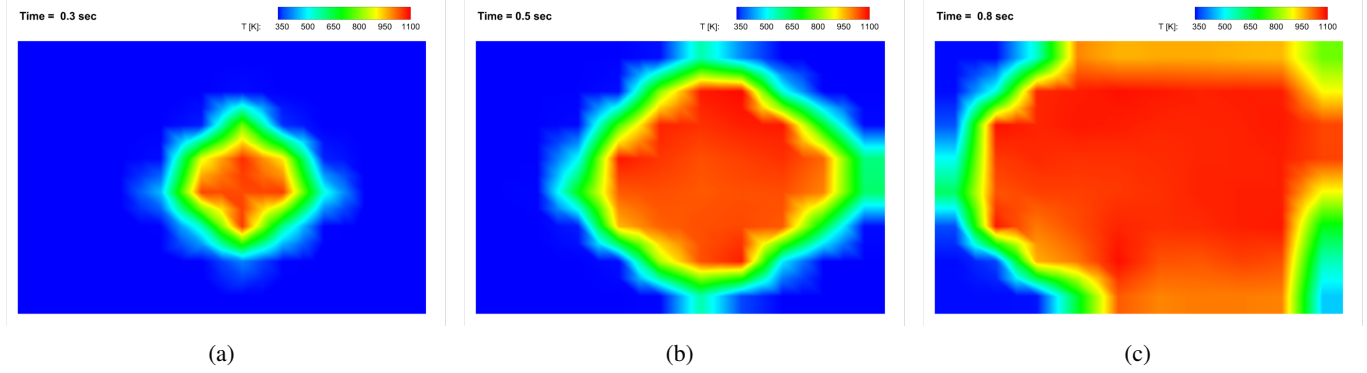 Time = 0.3 sec
T [K]: 350 500 650 800 950 1100
Time = 0.5 sec
T [K]: 350 500 650 800 950 1100
Time = 0.8 sec
T [K]: 350 500 650 800 950 1100
(a)
(b)
(c)